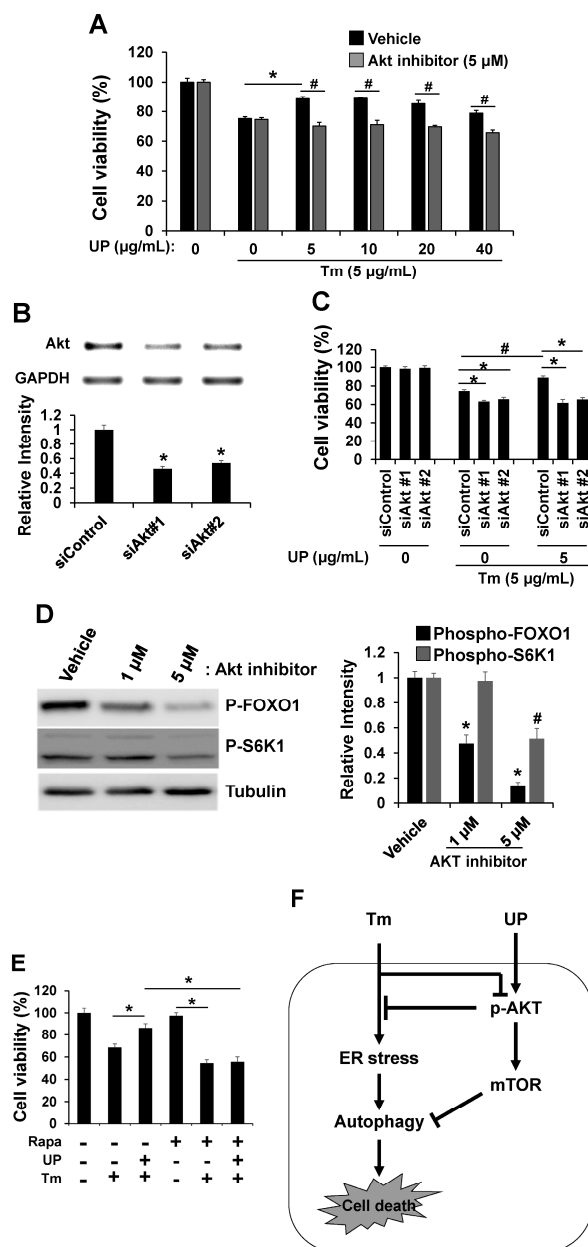 A
Vehicle
Akt inhibitor (5 µM)
Cell viability (%)
120
100
80
60
40
20
0
* # # # #
UP (µg/mL): 0 0 5 10 20 40
Tm (5 µg/mL)
B
Akt
GAPDH
Relative Intensity
1.2
1
0.8
0.6
0.4
0.2
0
* *
siControl siAkt#1 siAkt#2
C
Cell viability (%)
120
100
80
60
40
20
0
# * * * *
siControl siAkt #1 siAkt #2 siControl siAkt #1 siAkt #2 siControl siAkt #1 siAkt #2
UP (µg/mL) 0 0 5
Tm (5 µg/mL)
D
Vehicle 1 µM 5 µM : Akt inhibitor
P-FOXO1
P-S6K1
Tubulin
Phospho-FOXO1
Phospho-S6K1
Relative Intensity
1.2
1
0.8
0.6
0.4
0.2
0
* * #
Vehicle 1 µM 5 µM
AKT inhibitor
E
Cell viability (%)
120
100
80
60
40
20
0
* * *
Rapa - - - + + +
UP - - + - - +
Tm - + + - + +
F
Tm UP
p-AKT
ER stress
mTOR
Autophagy
Cell death